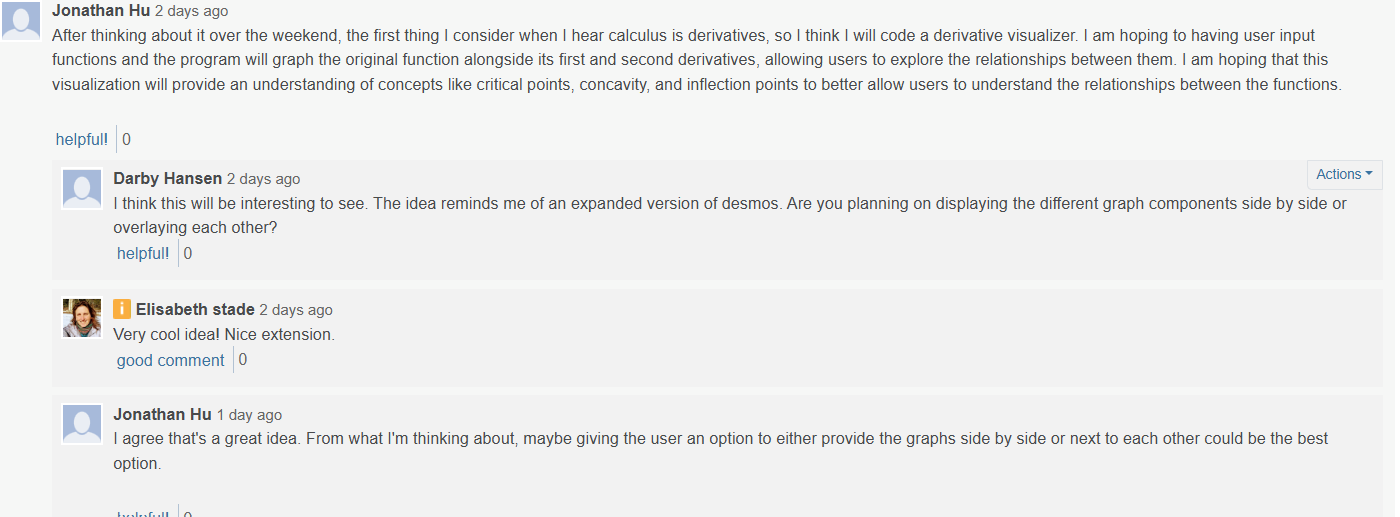 Jonathan Hu 2 days ago
After thinking about it over the weekend, the first thing I consider when I hear calculus is derivatives, so I think I will code a derivative visualizer. I am hoping to having user input
functions and the program will graph the original function alongside its first and second derivatives, allowing users to explore the relationships between them. I am hoping that this
visualization will provide an understanding of concepts like critical points, concavity, and inflection points to better allow users to understand the relationships between the functions.
helpful! 0
Darby Hansen 2 days ago
Actions
I think this will be interesting to see. The idea reminds me of an expanded version of desmos. Are you planning on displaying the different graph components side by side or
overlaying each other?
helpful! 0
i Elisabeth stade 2 days ago
Very cool idea! Nice extension.
good comment 0
Jonathan Hu 1 day ago
I agree that's a great idea. From what I'm thinking about, maybe giving the user an option to either provide the graphs side by side or next to each other could be the best
option.
helpful! 0